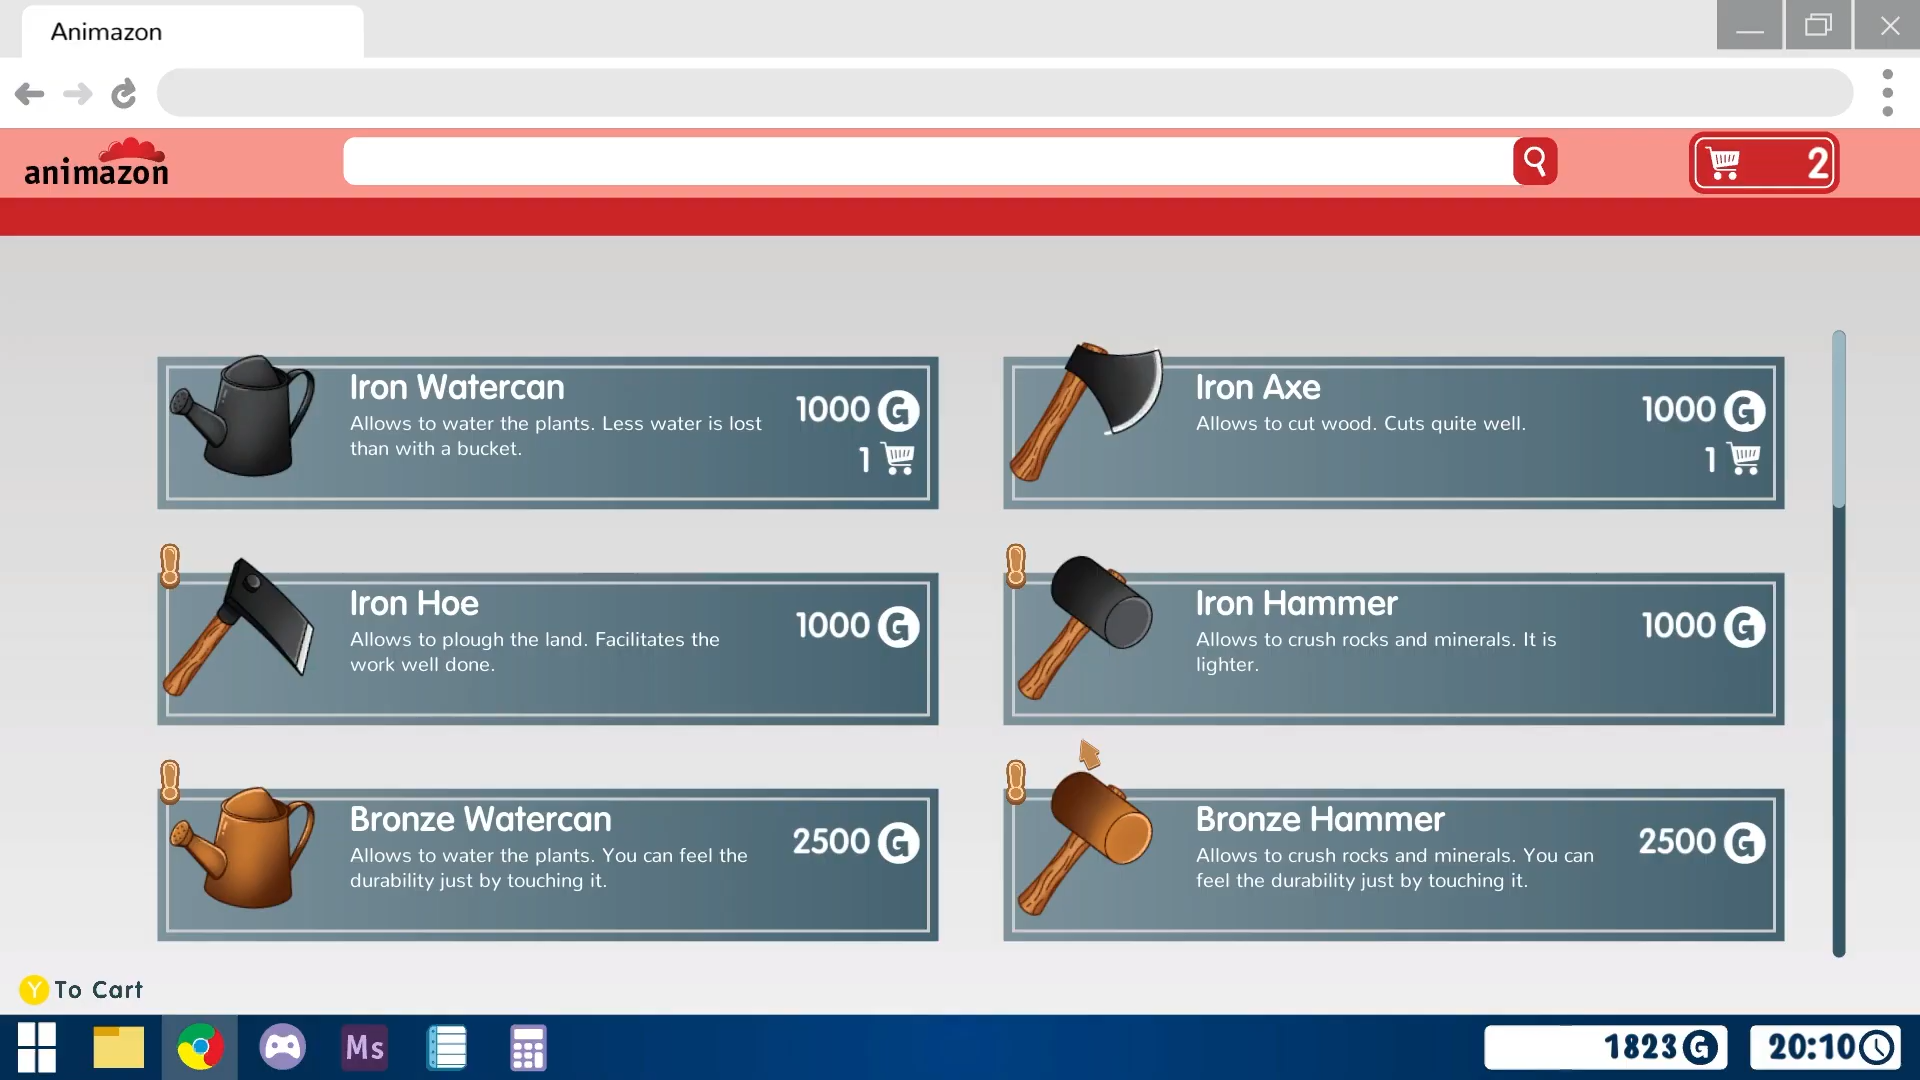 Animazon
animazon
2
Iron Watercan
1000 G
Allows to water the plants. Less water is lost
than with a bucket.
1
Iron Axe
1000 G
Allows to cut wood. Cuts quite well.
1
Iron Hoe
1000 G
Allows to plough the land. Facilitates the
work well done.
Iron Hammer
1000 G
Allows to crush rocks and minerals. It is
lighter.
Bronze Watercan
2500 G
Allows to water the plants. You can feel the
durability just by touching it.
Bronze Hammer
2500 G
Allows to crush rocks and minerals. You can
feel the durability just by touching it.
Y To Cart
Ms
1823 G
20:10